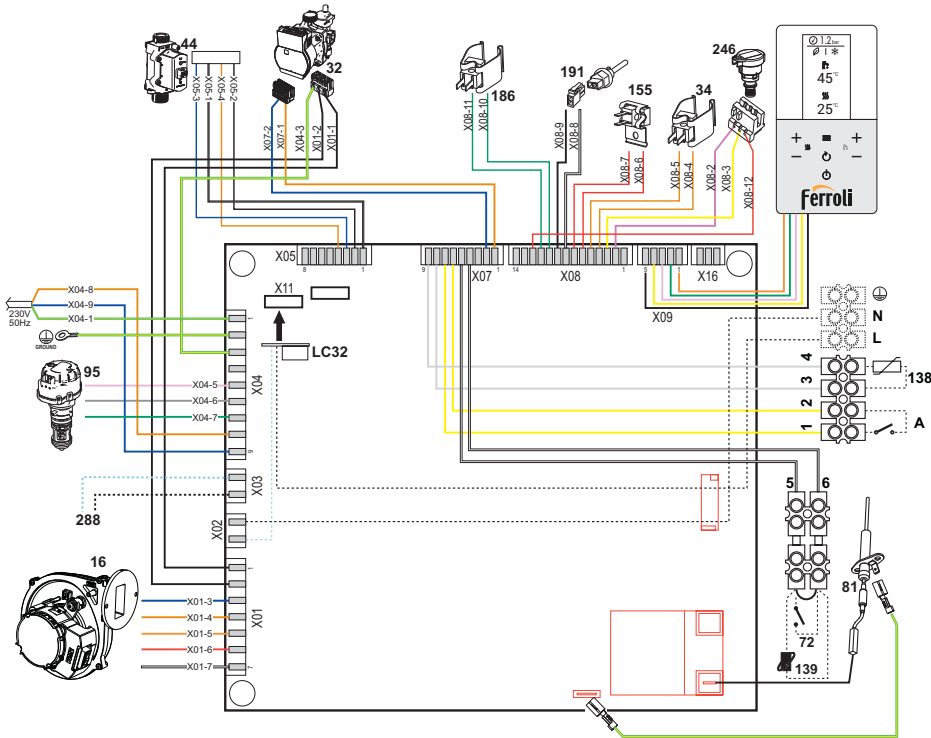 44
32
186
191
155
34
246
1.2 bar
45°C
25°C
+
+
−
−
h
ferroli
X05-3
X05-1
X05-4
X05-2
X07-2
X07-1
X04-3
X01-2
X01-1
X08-11
X08-10
X08-9
X08-8
X08-7
X08-6
X08-5
X08-4
X08-2
X08-3
X08-12
X05
8
1
9
1
X07
14
1
X08
5
1
X09
X16
X11
LC32
X04-8
X04-9
X04-1
230V
50Hz
GROUND
95
X04-5
X04-6
X04-7
1
X04
9
X03
288
X02
16
X01-3
X01-4
X01-5
X01-6
X01-7
1
X01
7
N
L
4
3
138
2
1
A
5
6
81
72
139